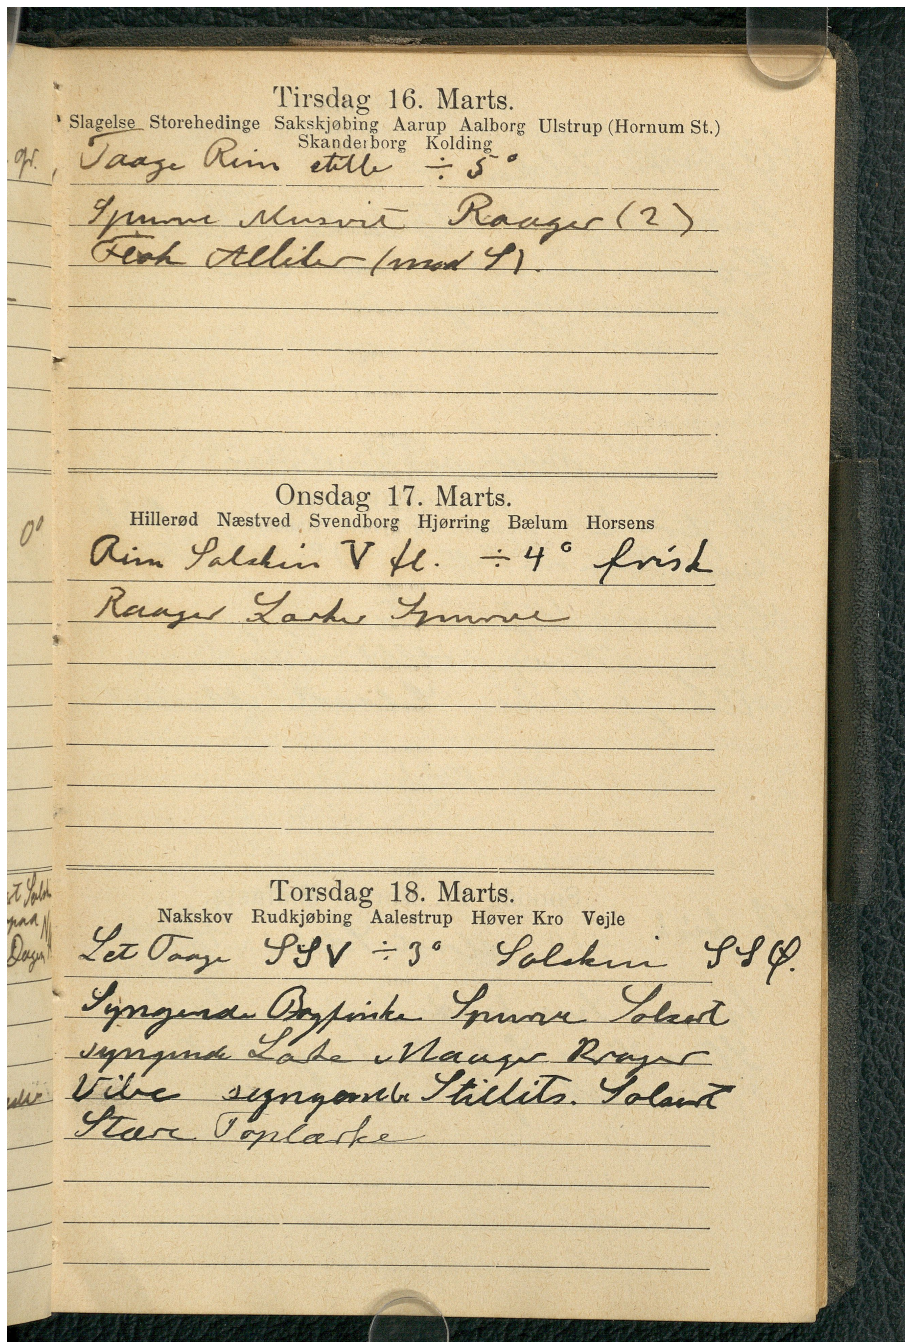 Tirsdag 16. Marts.
Slagelse Storehedinge Sakskjøbing Aarup Aalborg Ulstrup (Hornum St.)
Skanderborg Kolding
Taage Rim stille ÷ 5°
Spurve Musvit Raager (2)
Flok Alliker (mod S).
Onsdag 17. Marts.
Hillerød Næstved Svendborg Hjørring Bælum Horsens
0°
Rim Solskin V fl. ÷ 4° frisk
Raager Lærker Spurve
Torsdag 18. Marts.
Nakskov Rudkjøbing Aalestrup Høver Kro Vejle
Let Taage SSV ÷ 3° Solskin SSØ.
Syngende Bogfinke Spurve Solsort
syngende Lærke Maager Krager
Vibe syngende Stillits. Solsort
Stære Toplærke